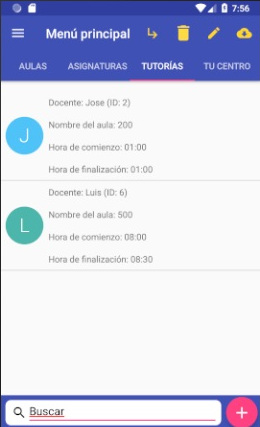 7:56
Menú principal
AULAS ASIGNATURAS TUTORÍAS TU CENTRO
Docente: Jose (ID: 2)
J
Nombre del aula: 200
Hora de comienzo: 01:00
Hora de finalización: 01:00
Docente: Luis (ID: 6)
L
Nombre del aula: 500
Hora de comienzo: 08:00
Hora de finalización: 08:30
Buscar